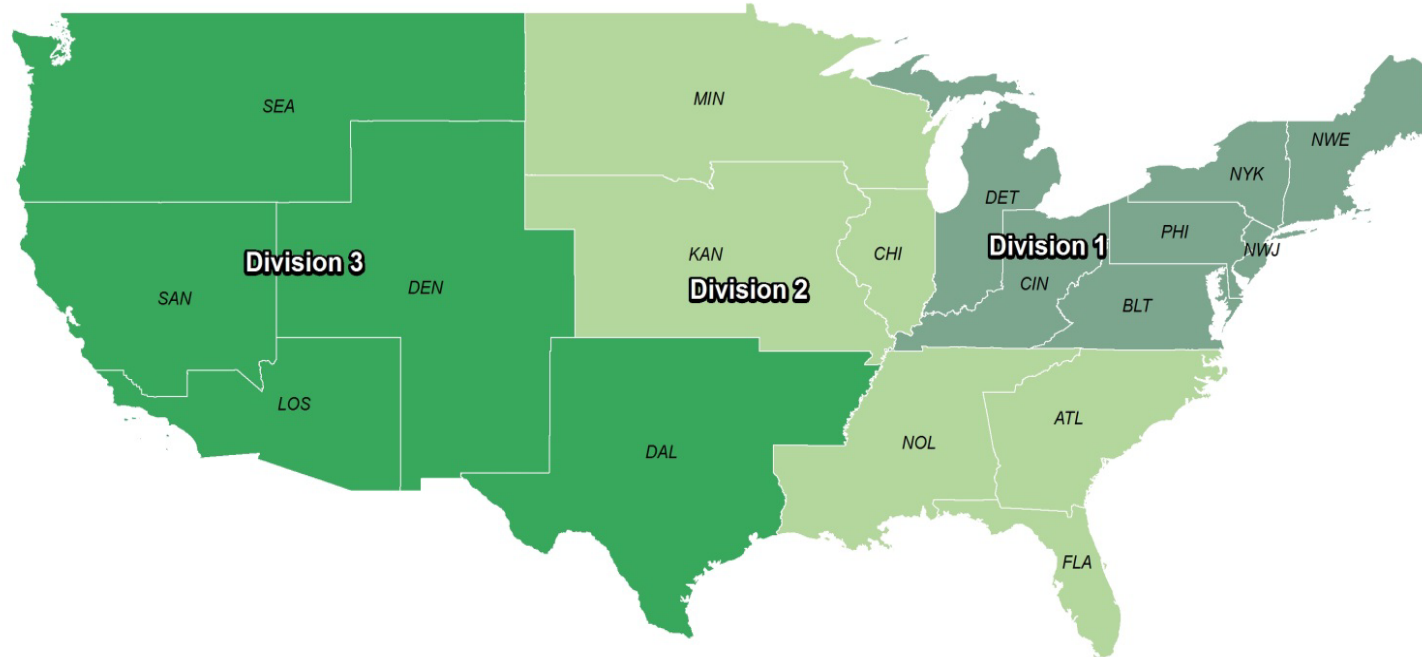 SEA
MIN
NWE
NYK
DET
PHI
Division 1
NWJ
KAN
CHI
Division 3
DEN
CIN
Division 2
SAN
BLT
LOS
ATL
NOL
DAL
FLA